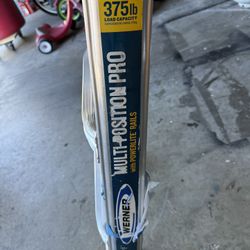 375lb
LOAD CAPACITY
MULTI-POSITION PRO
with POWERLITE RAILS
WERNER